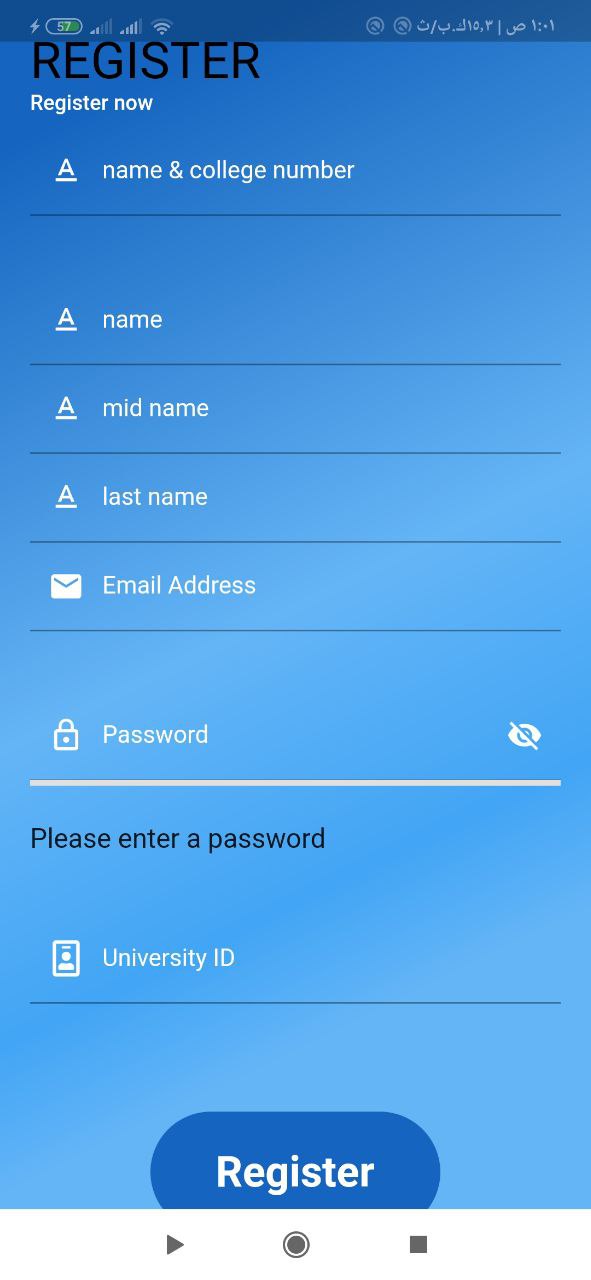 57
١:٠١ ص | ١٥,٣ك.ب/ث
REGISTER
Register now
name & college number
name
mid name
last name
Email Address
Password
Please enter a password
University ID
Register